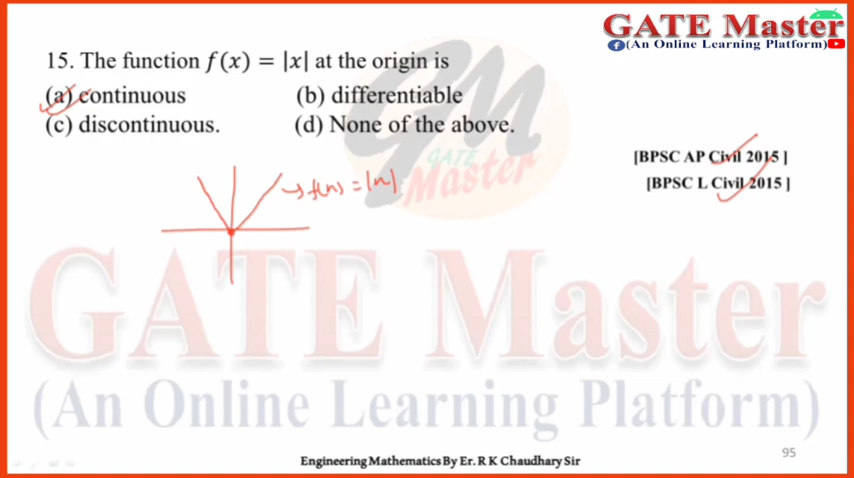 GATE Master
(An Online Learning Platform)
15. The function f(x) = |x| at the origin is
(a) continuous (b) differentiable
(c) discontinuous. (d) None of the above.
[BPSC AP Civil 2015 ]
[BPSC L Civil 2015 ]
f(x) = |x|
GM
GATE
Master
GATE Master
(An Online Learning Platform)
95
Engineering Mathematics By Er. R K Chaudhary Sir